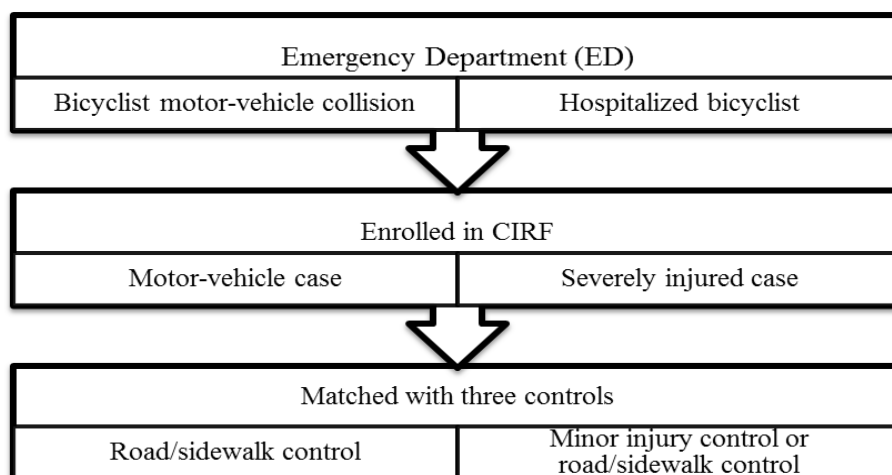 Emergency Department (ED)
Bicyclist motor-vehicle collision
Hospitalized bicyclist
Enrolled in CIRF
Motor-vehicle case
Severely injured case
Matched with three controls
Road/sidewalk control
Minor injury control or
road/sidewalk control